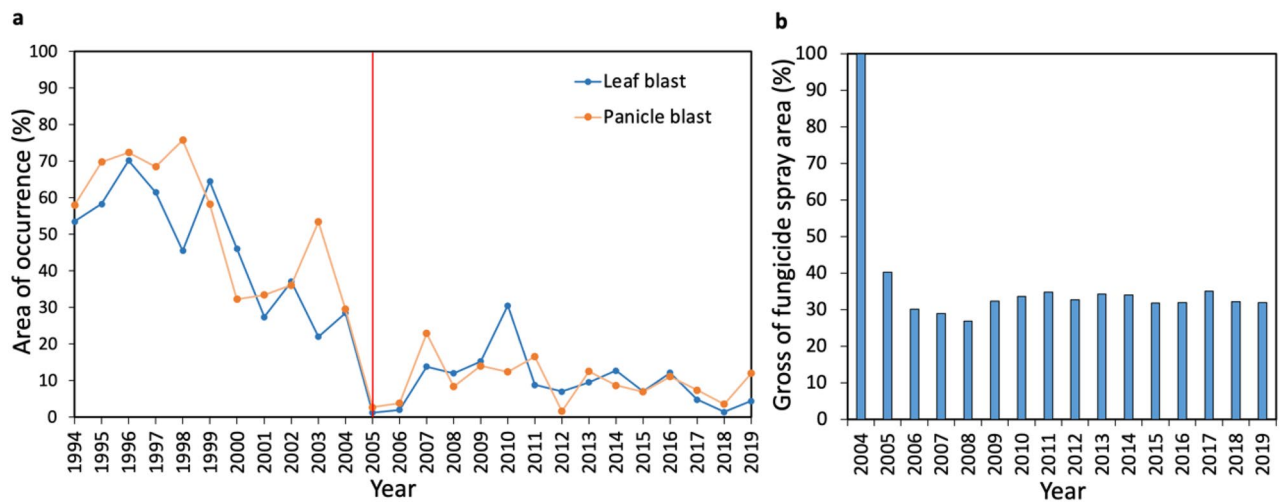 a
Area of occurrence (%)
100
90
80
70
60
50
40
30
20
10
0
Leaf blast
Panicle blast
1994 1995 1996 1997 1998 1999 2000 2001 2002 2003 2004 2005 2006 2007 2008 2009 2010 2011 2012 2013 2014 2015 2016 2017 2018 2019
Year
b
Gross of fungicide spray area (%)
100
90
80
70
60
50
40
30
20
10
0
2004 2005 2006 2007 2008 2009 2010 2011 2012 2013 2014 2015 2016 2017 2018 2019
Year